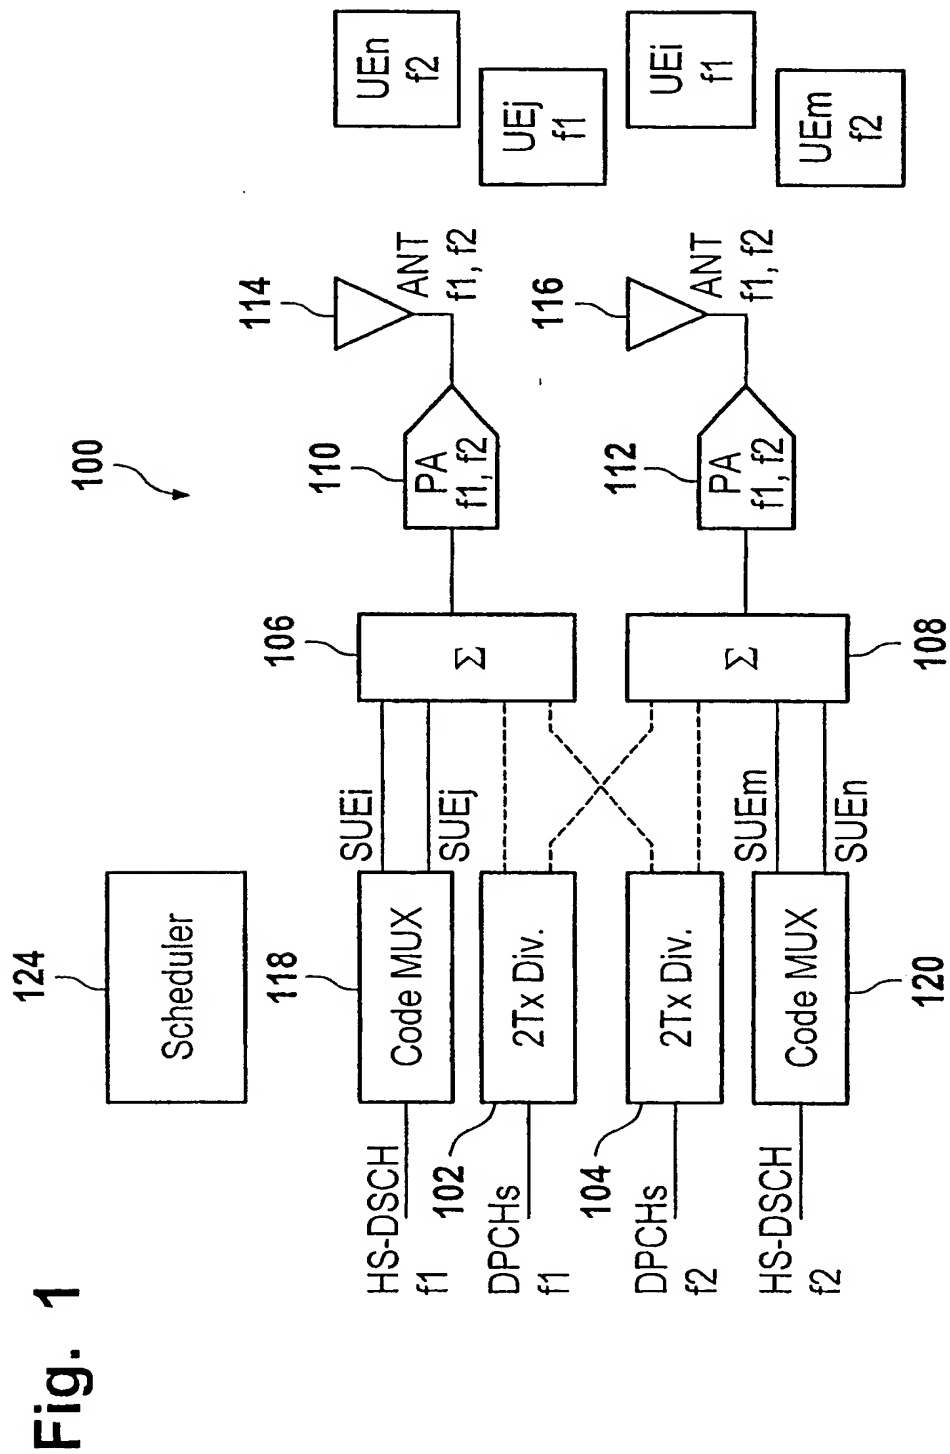 Fig. 1
100
124
Scheduler
HS-DSCH
f1
118
Code MUX
SUEi
SUEj
106
Σ
110
PA
f1, f2
114
ANT
f1, f2
UEn
f2
DPCHs
f1
102
2Tx Div.
UEj
f1
DPCHs
f2
104
2Tx Div.
108
Σ
112
PA
f1, f2
116
ANT
f1, f2
UEi
f1
HS-DSCH
f2
120
Code MUX
SUEm
SUEn
UEm
f2